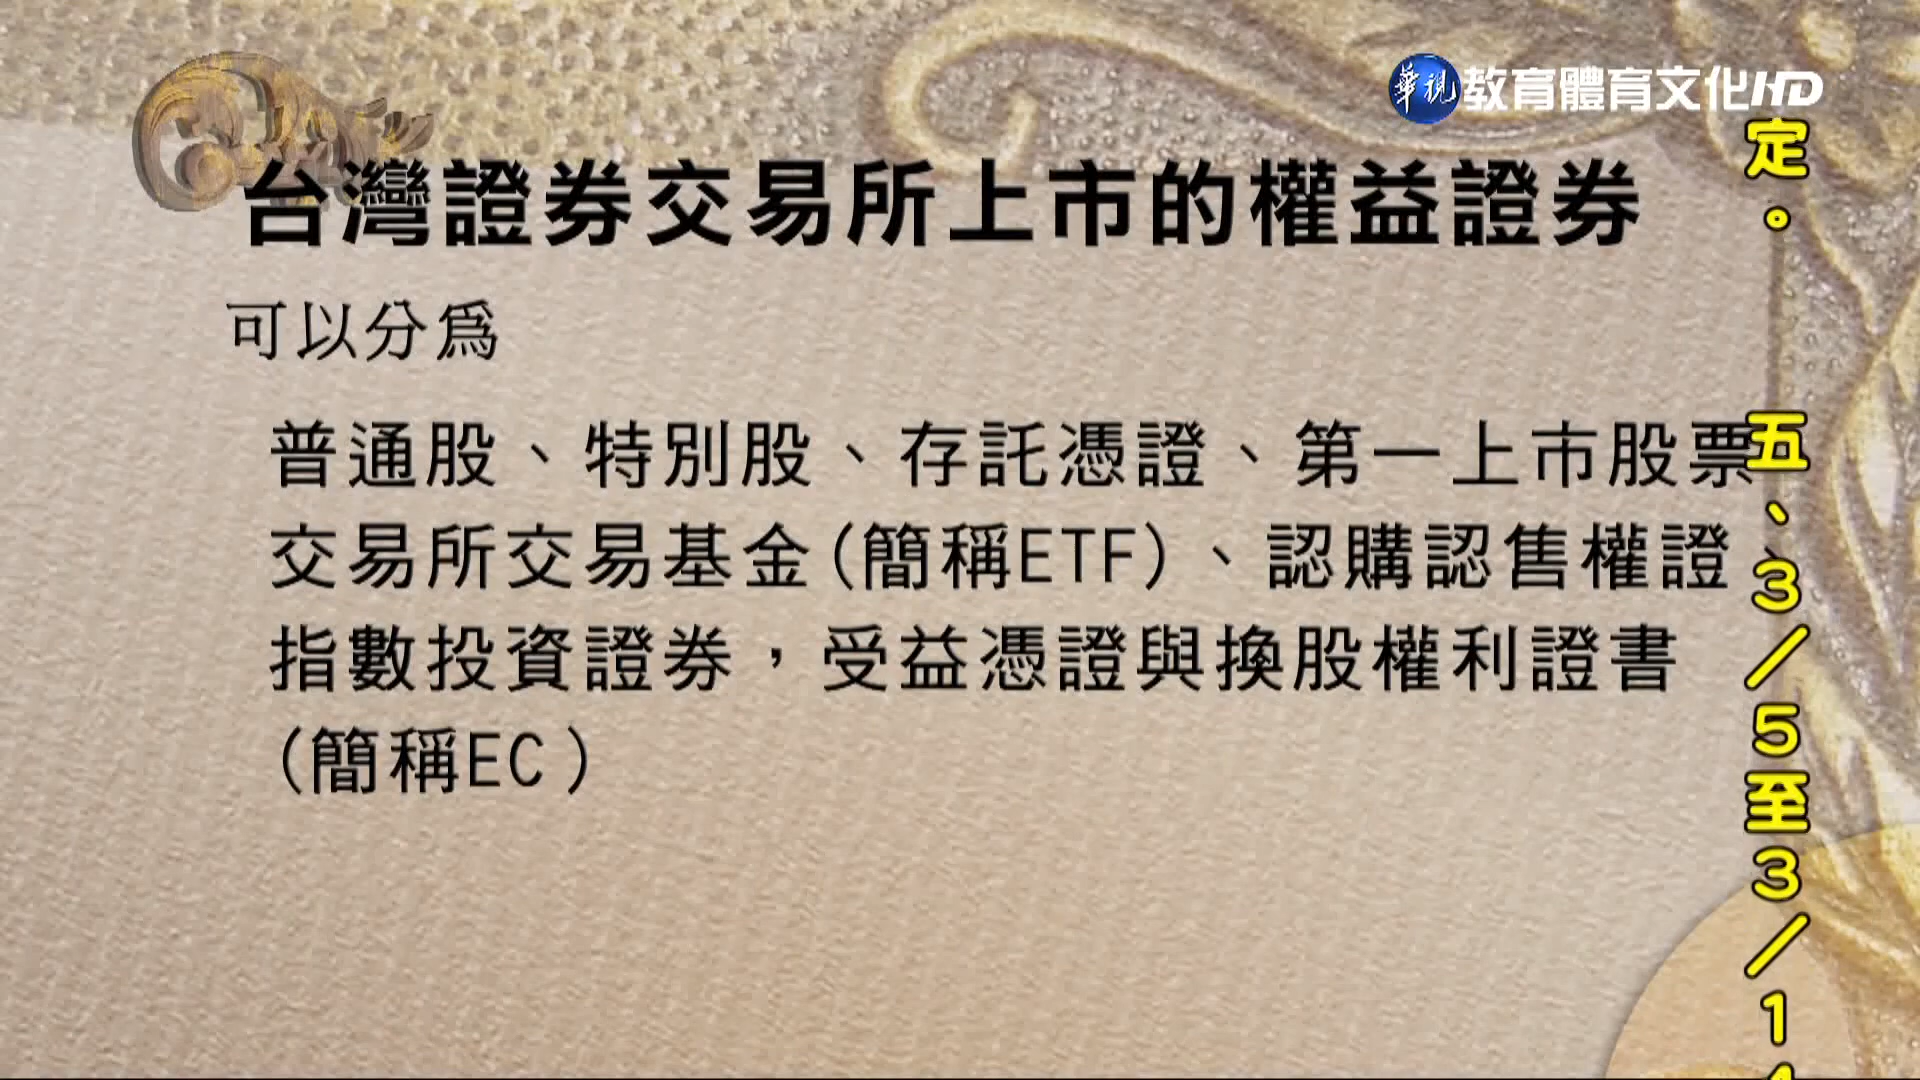 華視教育體育文化HD
台灣證券交易所上市的權益證券
可以分為
普通股、特別股、存託憑證、第一上市股票
交易所交易基金(簡稱ETF)、認購認售權證
指數投資證券，受益憑證與換股權利證書
(簡稱EC)
定。 五、3/5至3/1